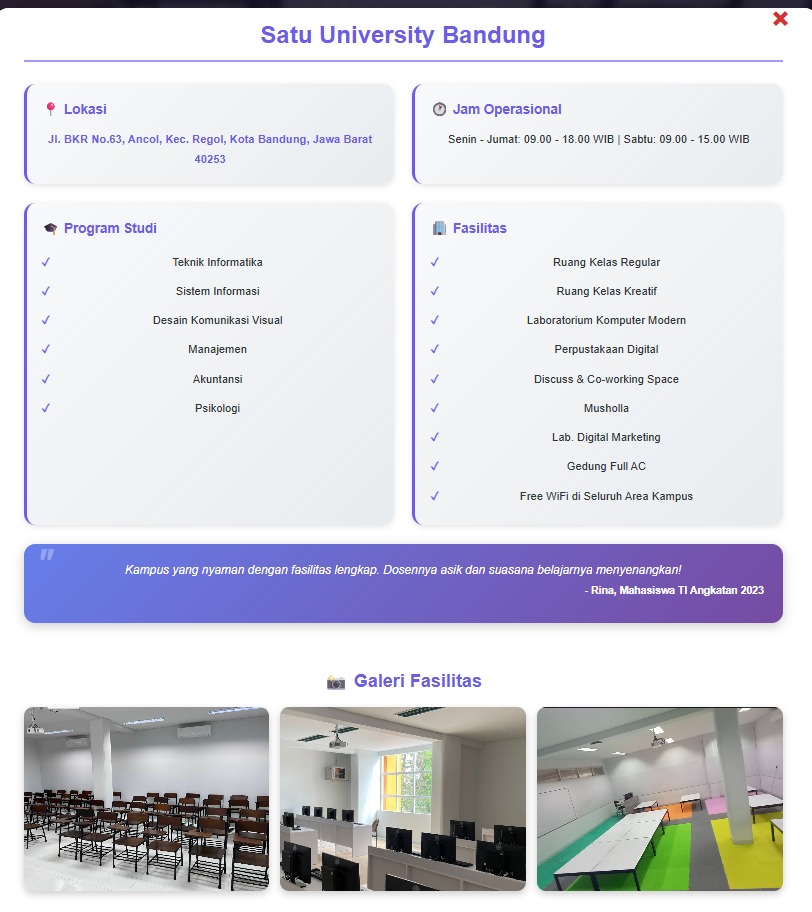 Satu University Bandung
Lokasi
Jl. BKR No.63, Ancol, Kec. Regol, Kota Bandung, Jawa Barat
40253
Jam Operasional
Senin - Jumat: 09.00 - 18.00 WIB | Sabtu: 09.00 - 15.00 WIB
Program Studi
✓ Teknik Informatika
✓ Sistem Informasi
✓ Desain Komunikasi Visual
✓ Manajemen
✓ Akuntansi
✓ Psikologi
Fasilitas
✓ Ruang Kelas Regular
✓ Ruang Kelas Kreatif
✓ Laboratorium Komputer Modern
✓ Perpustakaan Digital
✓ Discuss & Co-working Space
✓ Musholla
✓ Lab. Digital Marketing
✓ Gedung Full AC
✓ Free WiFi di Seluruh Area Kampus
"
Kampus yang nyaman dengan fasilitas lengkap. Dosennya asik dan suasana belajarnya menyenangkan!
- Rina, Mahasiswa TI Angkatan 2023
Galeri Fasilitas